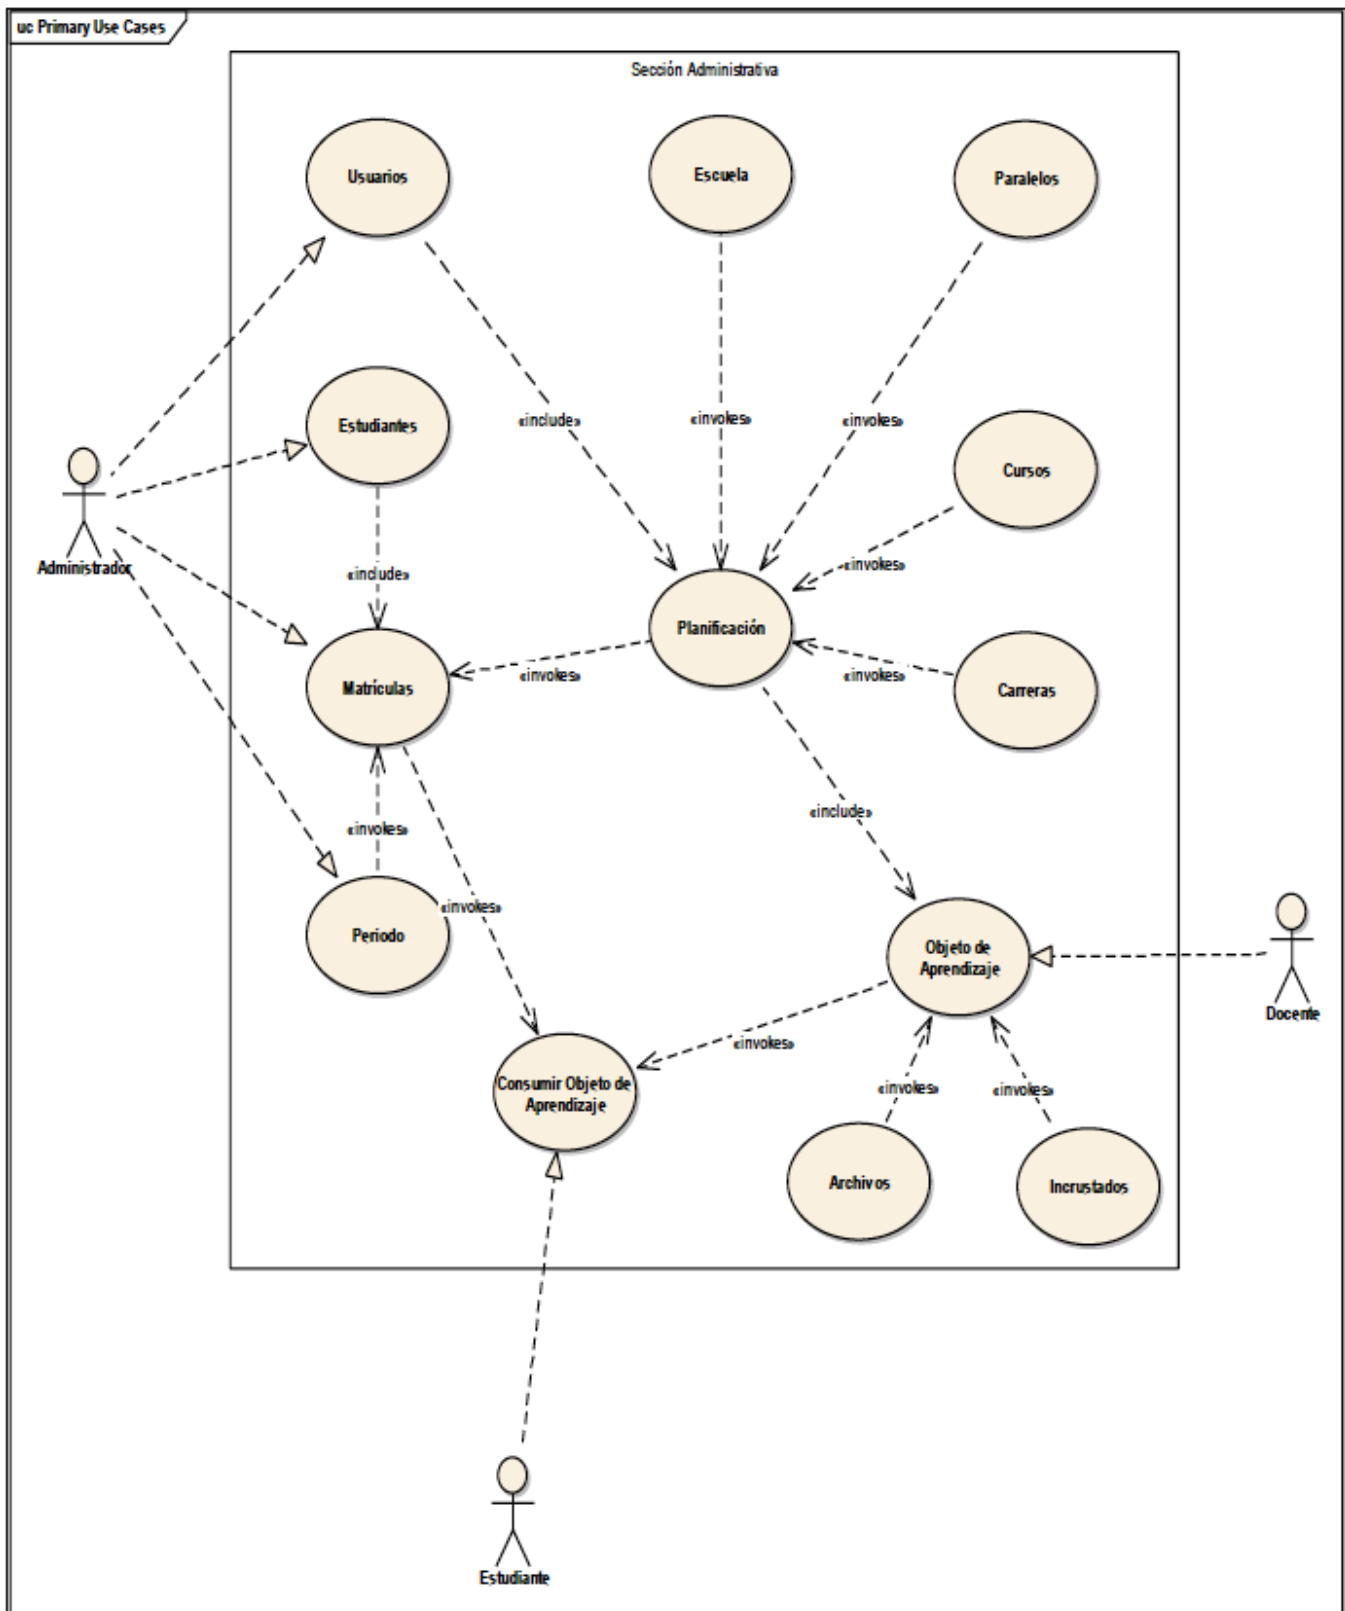 uc Primary Use Cases
Sección Administrativa
Usuarios
Escuela
Paralelos
Estudiantes
«include»
«invokes»
«invokes»
Cursos
Administrador
«include»
«invokes»
Planificación
Matrículas
«invokes»
«invokes»
Carreras
«invokes»
«include»
«invokes»
Periodo
Objeto de
Aprendizaje
Docente
«invokes»
Consumir Objeto de
Aprendizaje
«invokes»
«invokes»
Archivos
Incrustados
Estudiante